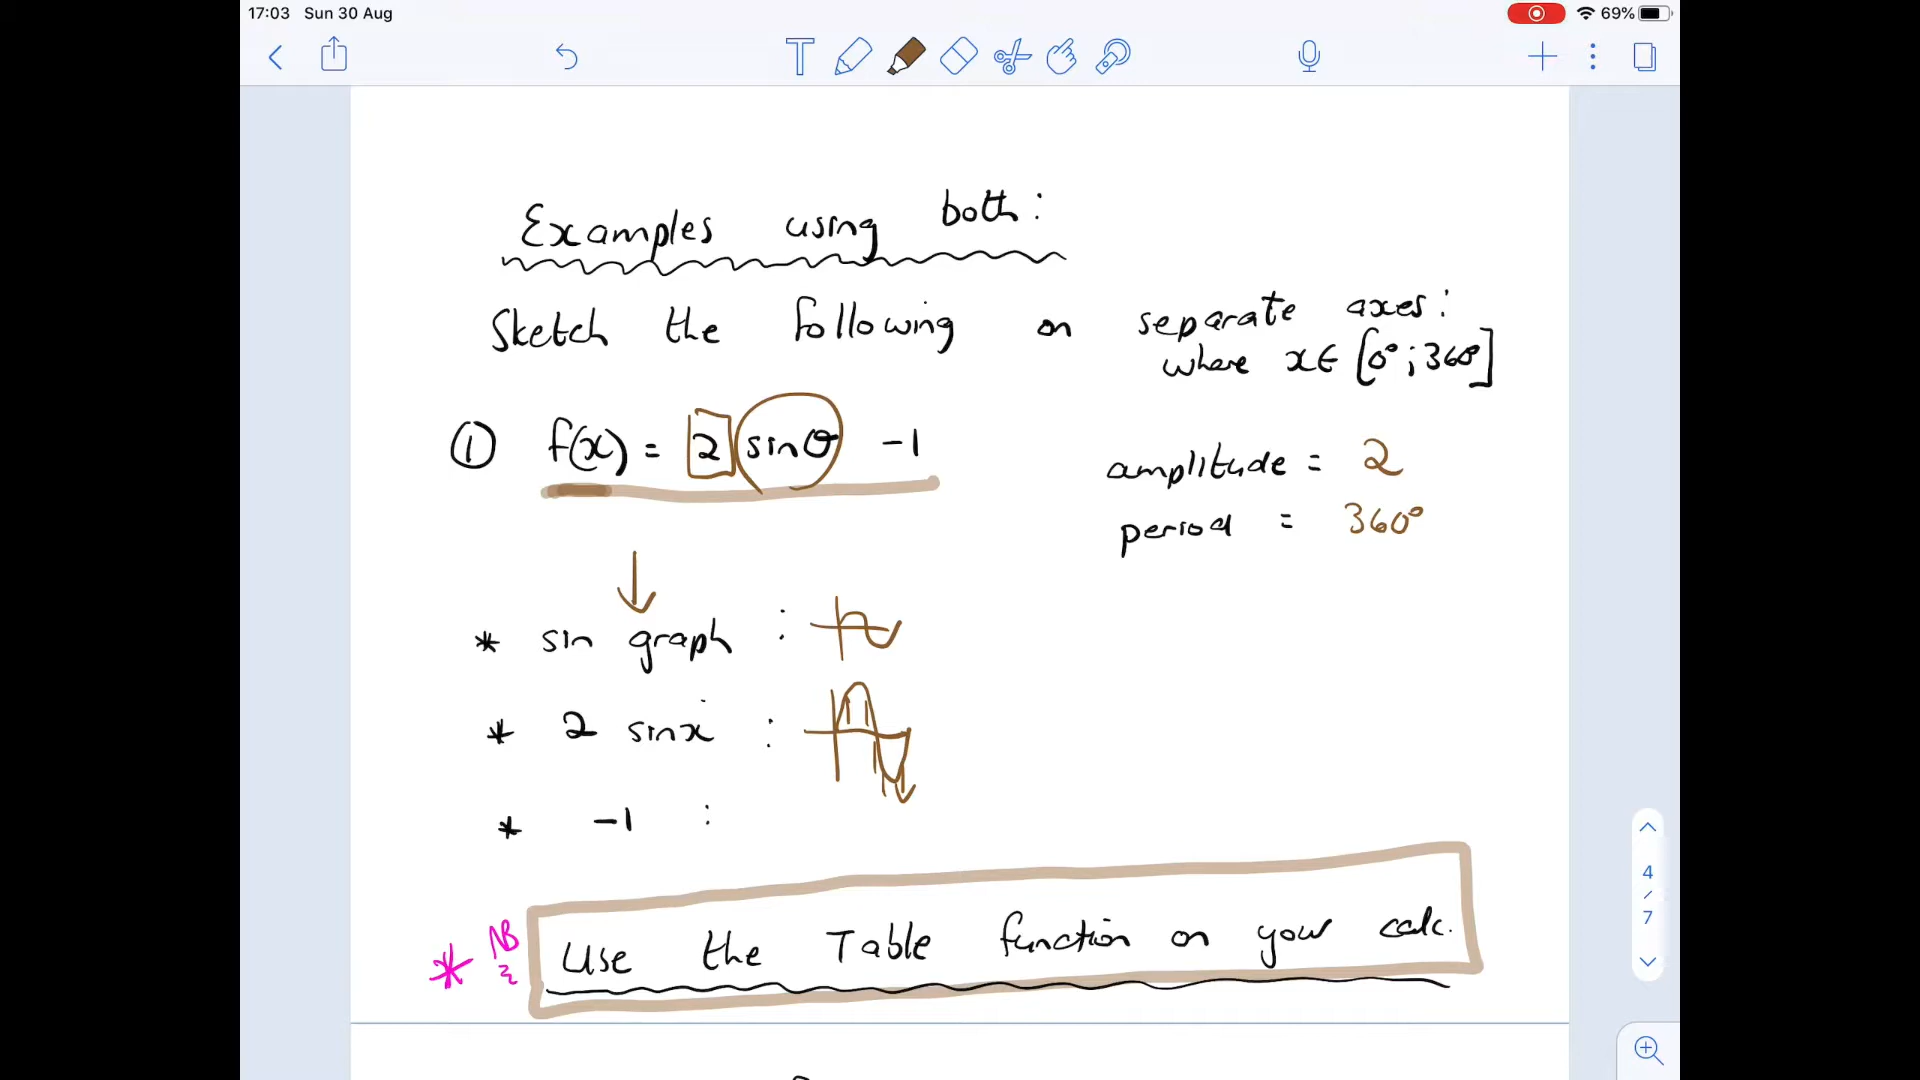 17:03 Sun 30 Aug
69%
T
Examples using both:
Sketch the following on separate axes:
where x∈ [0°;360°]
① f(x) = 2 sinθ -1
amplitude = 2
period = 360°
* sin graph :
* 2 sinx :
* -1 :
* NB
Use the Table function on your calc.
4
/
7